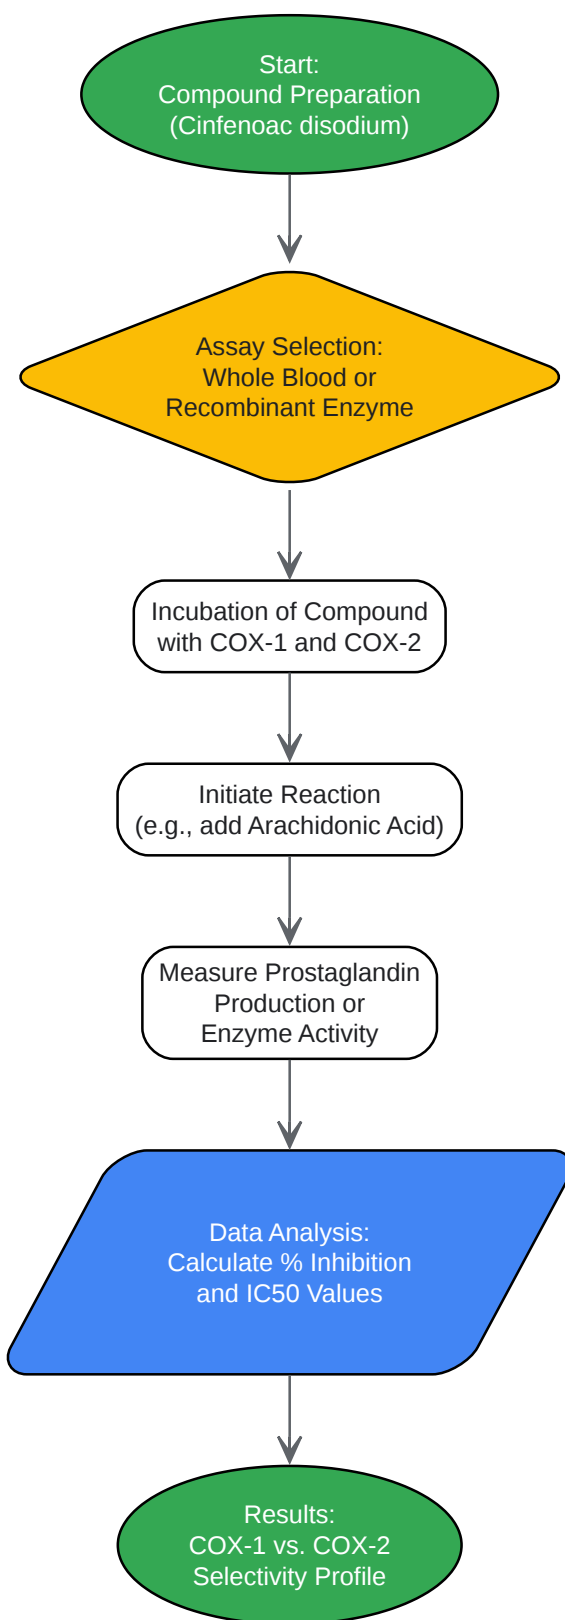 Start:
Compound Preparation
(Cinfenoac disodium)
Assay Selection:
Whole Blood or
Recombinant Enzyme
Incubation of Compound
with COX-1 and COX-2
Initiate Reaction
(e.g., add Arachidonic Acid)
Measure Prostaglandin
Production or
Enzyme Activity
Data Analysis:
Calculate % Inhibition
and IC50 Values
Results:
COX-1 vs. COX-2
Selectivity Profile